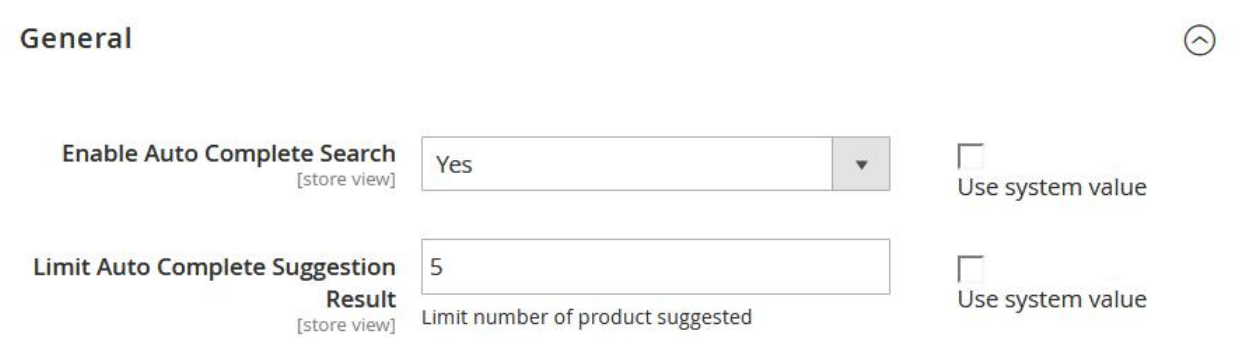 General
Enable Auto Complete Search
[store view]
Yes
Use system value
Limit Auto Complete Suggestion
Result
[store view]
5
Limit number of product suggested
Use system value